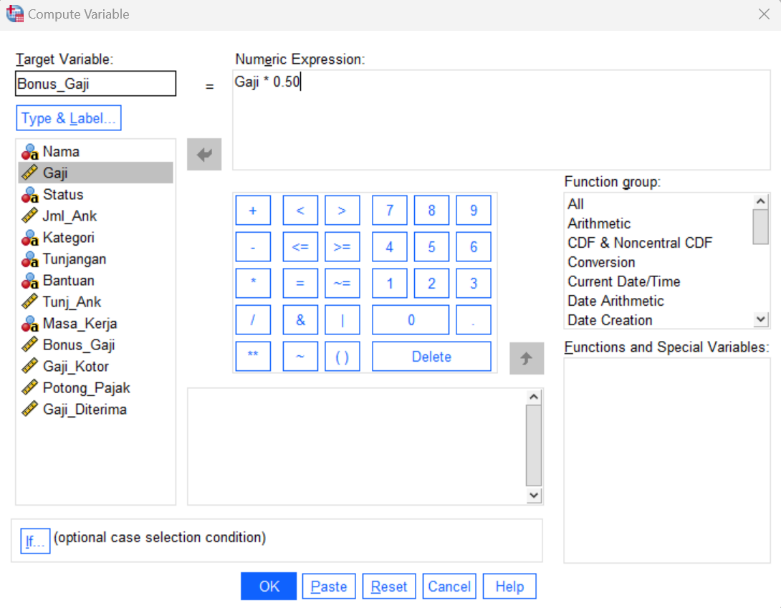 Compute Variable
Target Variable:
Bonus_Gaji
=
Numeric Expression:
Gaji * 0.50
Type & Label...
Nama
Gaji
Status
Jml_Ank
Kategori
Tunjangan
Bantuan
Tunj_Ank
Masa_Kerja
Bonus_Gaji
Gaji_Kotor
Potong_Pajak
Gaji_Diterima
+ < > 7 8 9
- <= >= 4 5 6
* = ~= 1 2 3
/ & | 0 .
** ~ ( ) Delete
Function group:
All
Arithmetic
CDF & Noncentral CDF
Conversion
Current Date/Time
Date Arithmetic
Date Creation
Functions and Special Variables:
If... (optional case selection condition)
OK Paste Reset Cancel Help